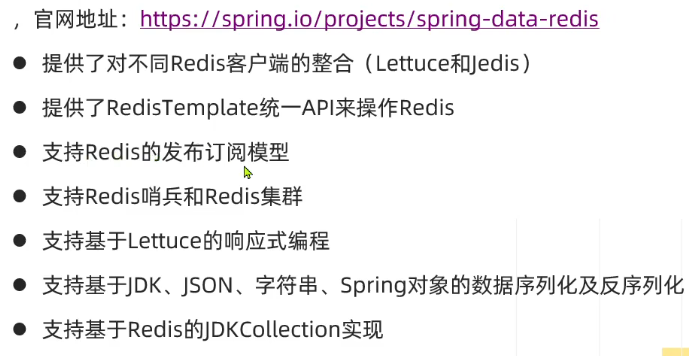 ，官网地址：https://spring.io/projects/spring-data-redis
● 提供了对不同Redis客户端的整合（Lettuce和Jedis）
● 提供了RedisTemplate统一API来操作Redis
● 支持Redis的发布订阅模型
● 支持Redis哨兵和Redis集群
● 支持基于Lettuce的响应式编程
● 支持基于JDK、JSON、字符串、Spring对象的数据序列化及反序列化
● 支持基于Redis的JDKCollection实现